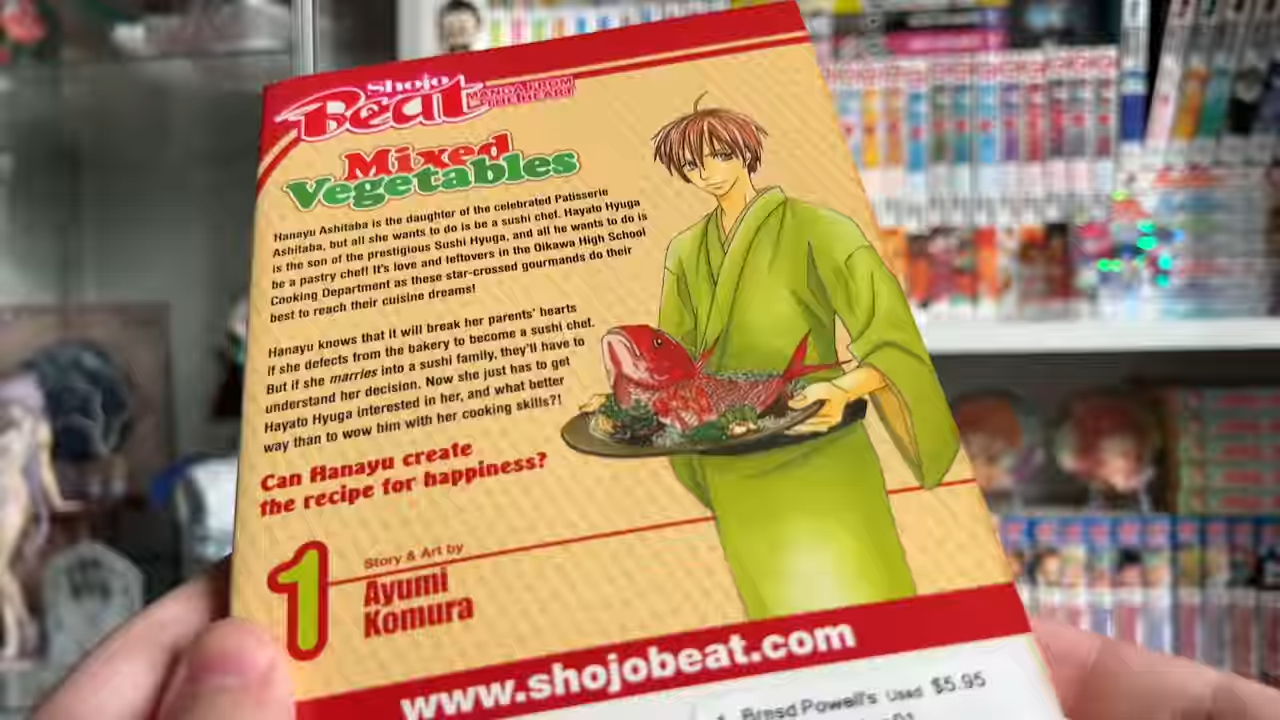 Shojo
Beat
MANGA FROM
THE HEART
Mixed
Vegetables
Hanayu Ashitaba is the daughter of the celebrated Patisserie
Ashitaba, but all she wants to do is be a sushi chef. Hayato Hyuga
is the son of the prestigious Sushi Hyuga, and all he wants to do is
be a pastry chef! It's love and leftovers in the Oikawa High School
Cooking Department as these star-crossed gourmands do their
best to reach their cuisine dreams!
Hanayu knows that it will break her parents' hearts
if she defects from the bakery to become a sushi chef.
But if she marries into a sushi family, they'll have to
understand her decision. Now she just has to get
Hayato Hyuga interested in her, and what better
way than to wow him with her cooking skills?!
Can Hanayu create
the recipe for happiness?
1
Story & Art by
Ayumi
Komura
www.shojobeat.com
Powell's Used $5.95